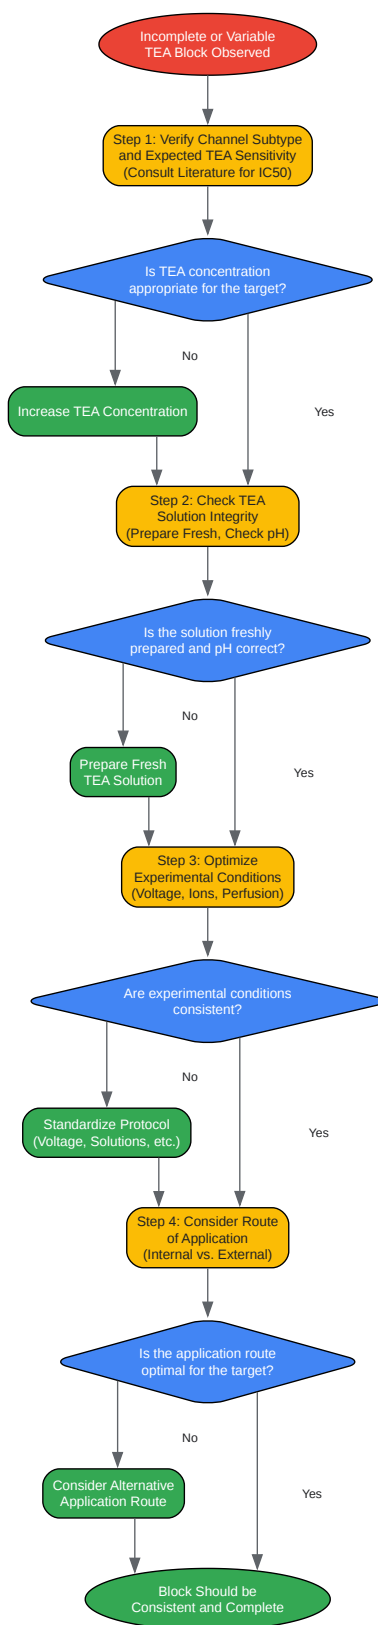 Incomplete or Variable
TEA Block Observed
Step 1: Verify Channel Subtype
and Expected TEA Sensitivity
(Consult Literature for IC50)
Is TEA concentration
appropriate for the target?
No
Increase TEA Concentration
Yes
Step 2: Check TEA
Solution Integrity
(Prepare Fresh, Check pH)
Is the solution freshly
prepared and pH correct?
No
Prepare Fresh
TEA Solution
Yes
Step 3: Optimize
Experimental Conditions
(Voltage, Ions, Perfusion)
Are experimental conditions
consistent?
No
Standardize Protocol
(Voltage, Solutions, etc.)
Yes
Step 4: Consider Route
of Application
(Internal vs. External)
Is the application route
optimal for the target?
No
Consider Alternative
Application Route
Yes
Block Should be
Consistent and Complete